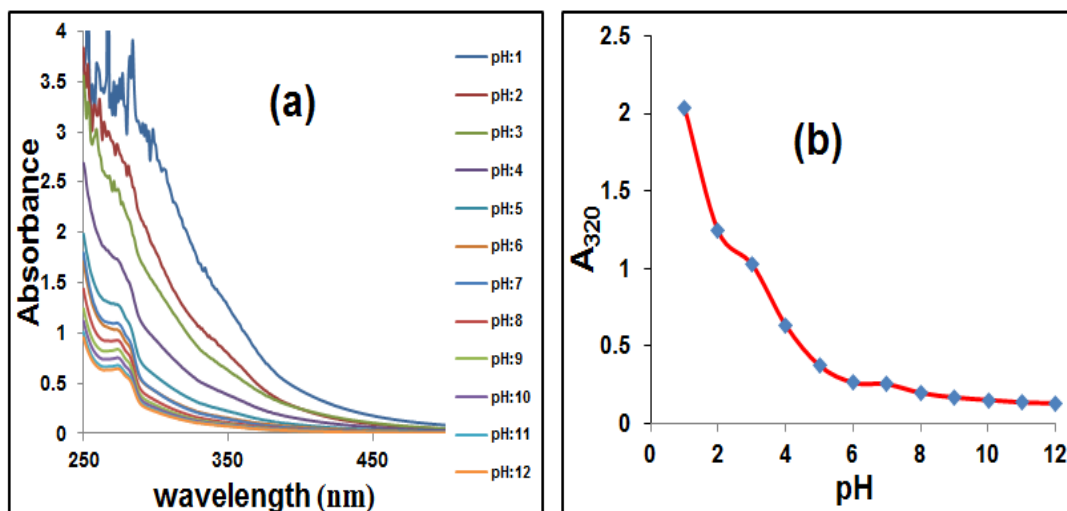 4
3.5
3
2.5
2
1.5
1
0.5
0
250
350
450
Absorbance
wavelength (nm)
(a)
pH:1
pH:2
pH:3
pH:4
pH:5
pH:6
pH:7
pH:8
pH:9
pH:10
pH:11
pH:12
2.5
2
1.5
1
0.5
0
0
2
4
6
8
10
12
A320
pH
(b)